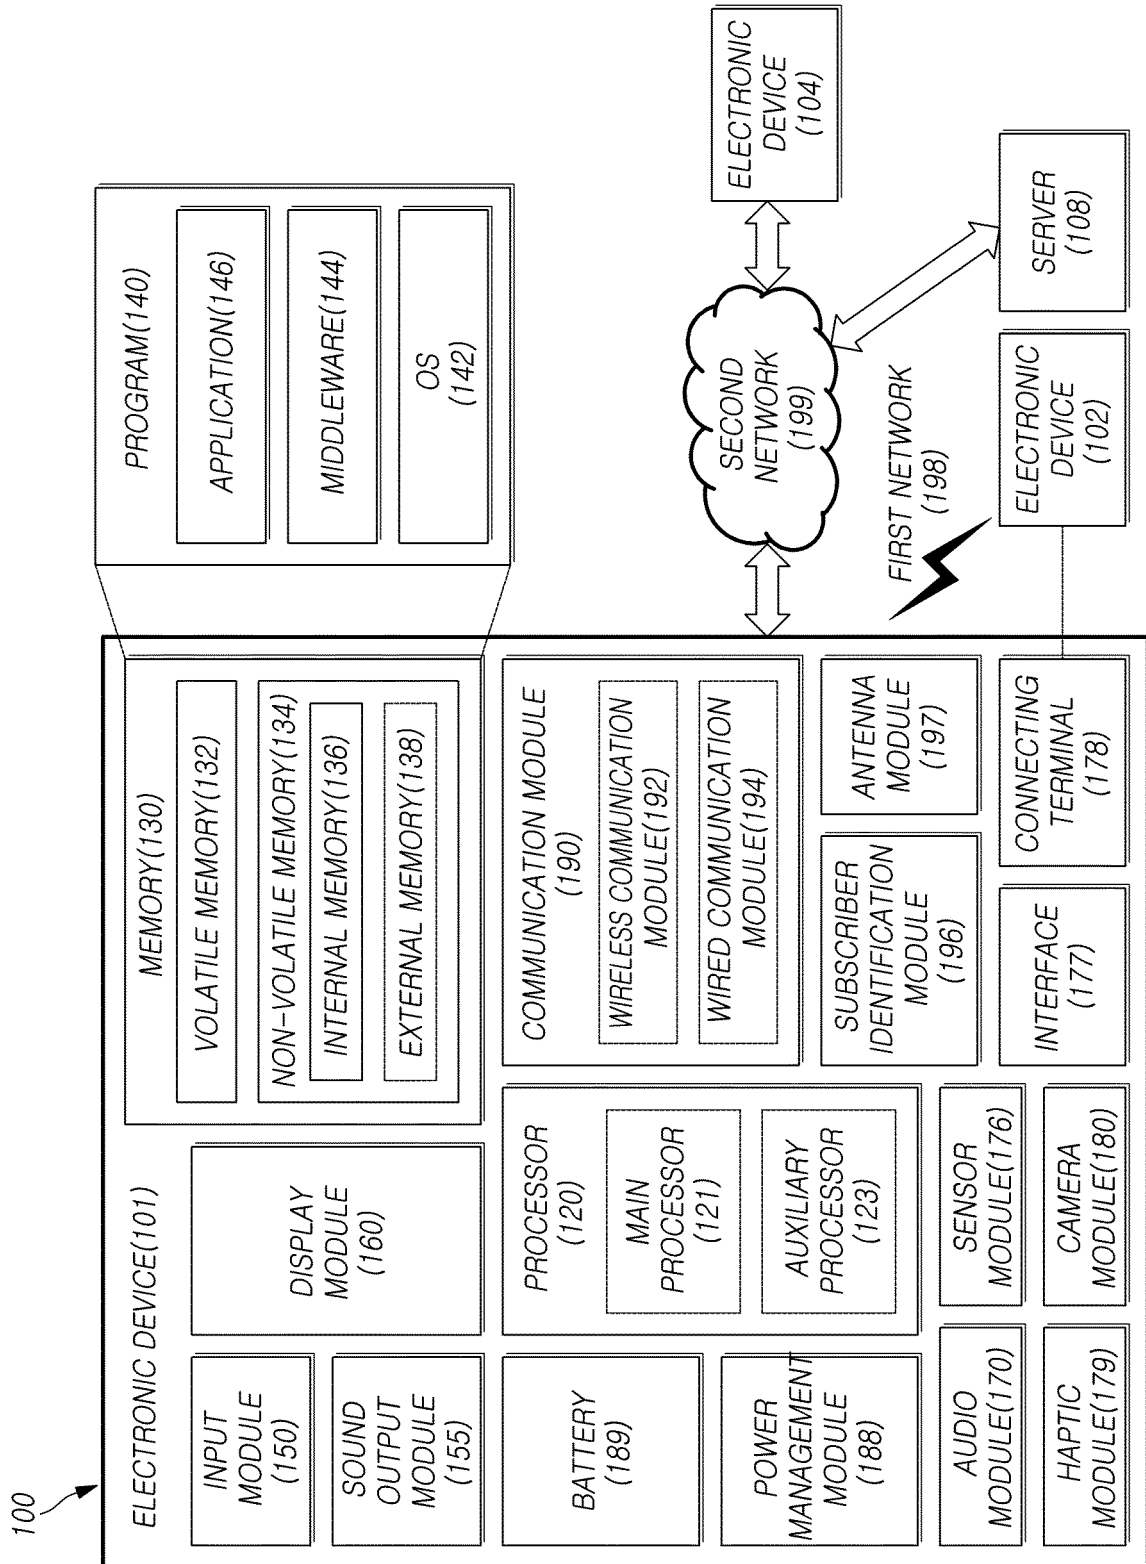 100
ELECTRONIC DEVICE(101)
INPUT
MODULE
(150)
SOUND
OUTPUT
MODULE
(155)
DISPLAY
MODULE
(160)
MEMORY(130)
VOLATILE MEMORY(132)
NON-VOLATILE MEMORY(134)
INTERNAL MEMORY(136)
EXTERNAL MEMORY(138)
PROGRAM(140)
APPLICATION(146)
MIDDLEWARE(144)
OS
(142)
BATTERY
(189)
POWER
MANAGEMENT
MODULE
(188)
PROCESSOR
(120)
MAIN
PROCESSOR
(121)
AUXILIARY
PROCESSOR
(123)
COMMUNICATION MODULE
(190)
WIRELESS COMMUNICATION
MODULE(192)
WIRED COMMUNICATION
MODULE(194)
SUBSCRIBER
IDENTIFICATION
MODULE
(196)
ANTENNA
MODULE
(197)
AUDIO
MODULE(170)
SENSOR
MODULE(176)
HAPTIC
MODULE(179)
CAMERA
MODULE(180)
INTERFACE
(177)
CONNECTING
TERMINAL
(178)
SECOND
NETWORK
(199)
FIRST NETWORK
(198)
ELECTRONIC
DEVICE
(104)
ELECTRONIC
DEVICE
(102)
SERVER
(108)